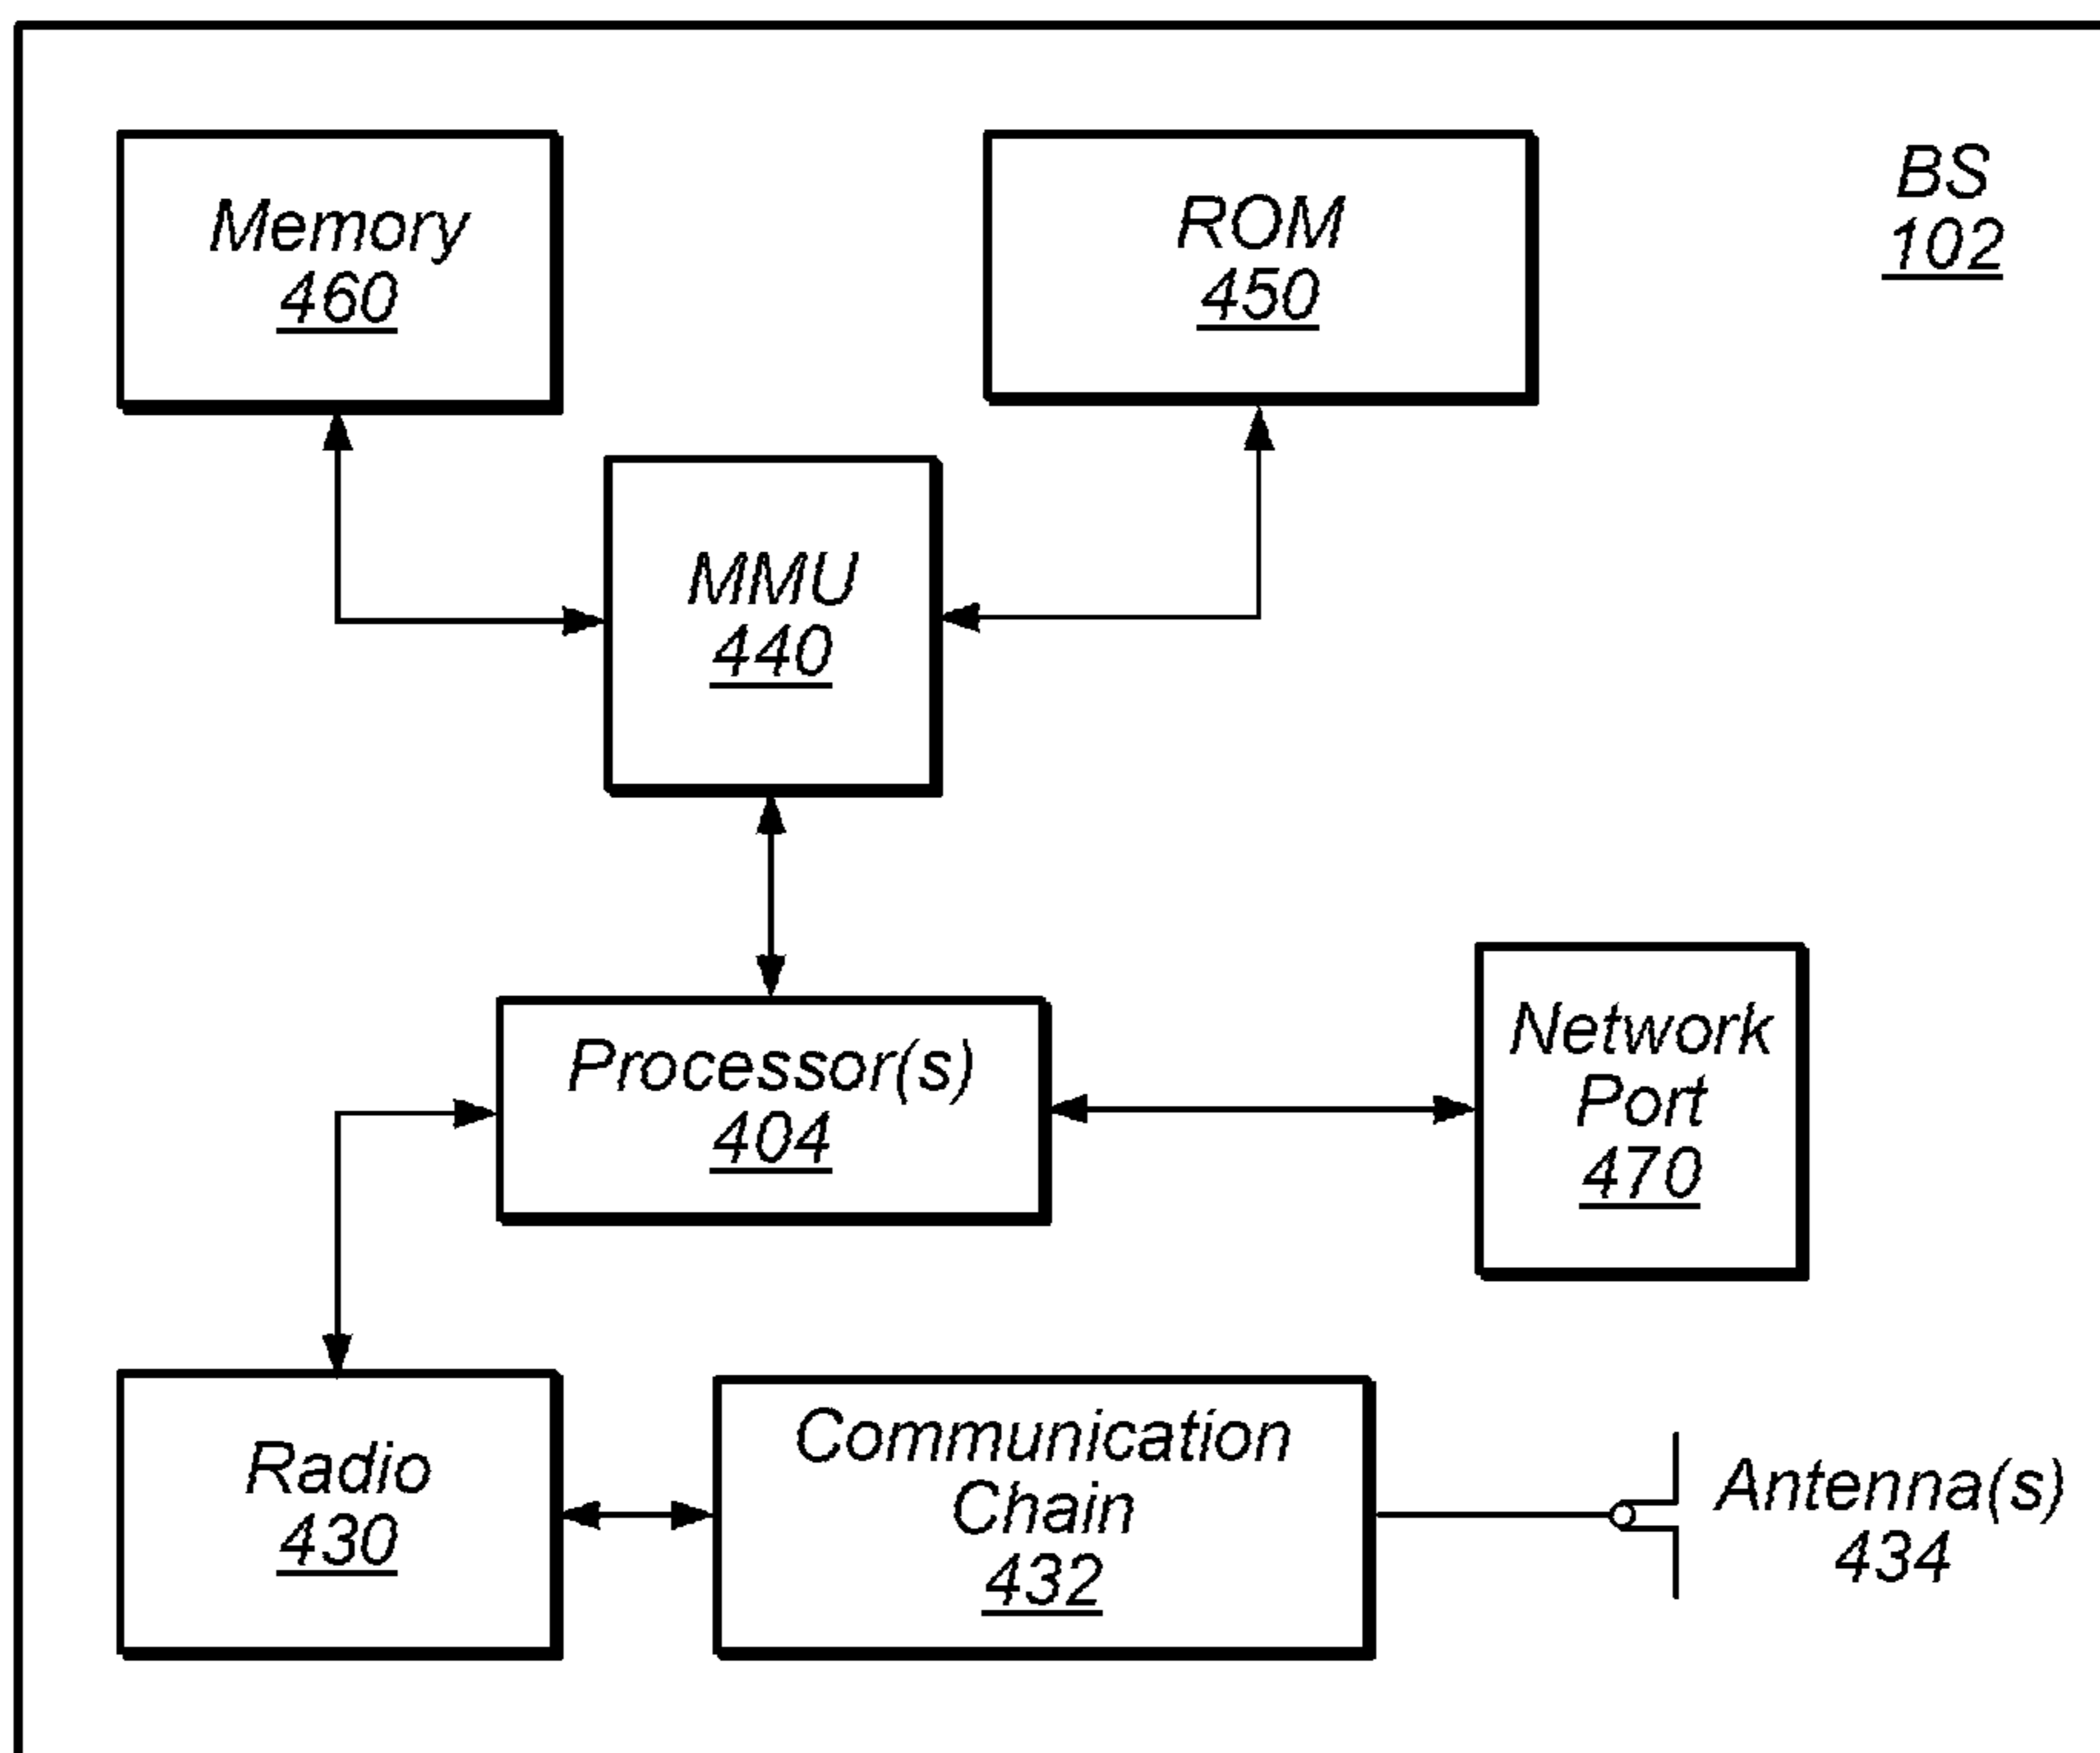 Memory
460
ROM
450
BS
102
MMU
440
Processor(s)
404
Network
Port
470
Radio
430
Communication
Chain
432
Antenna(s)
434